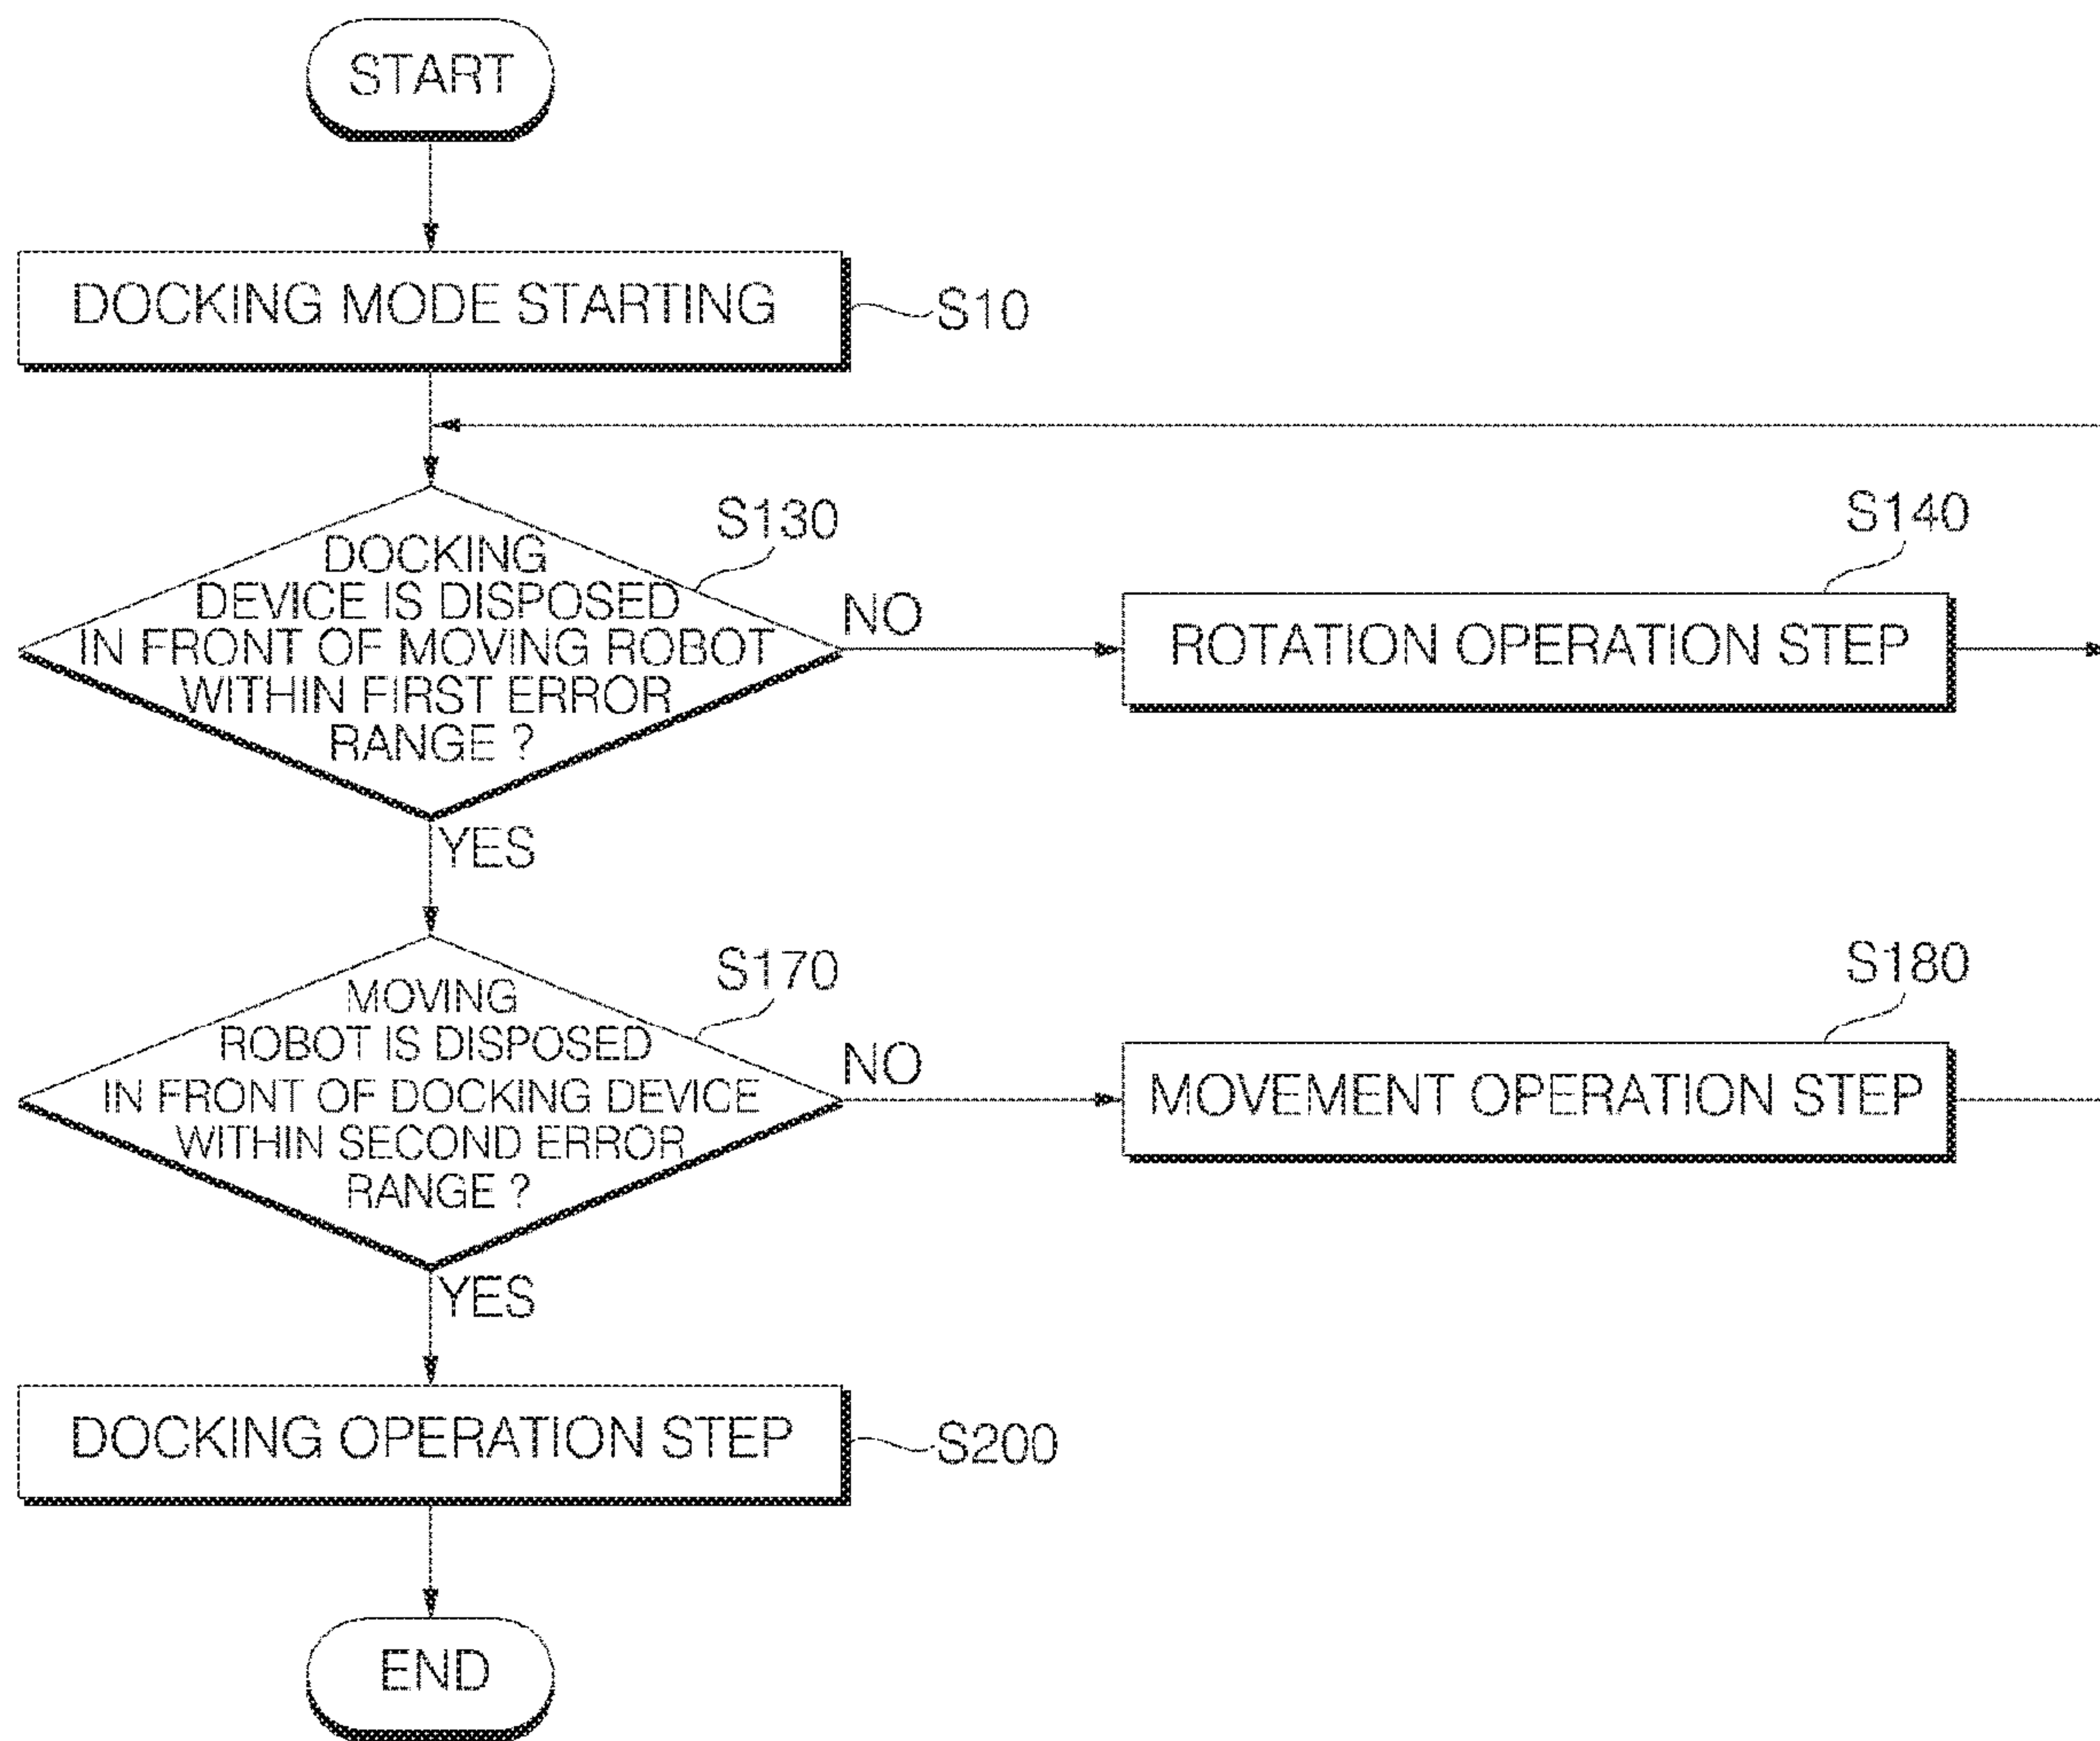 START
DOCKING MODE STARTING
S10
S130
DOCKING
DEVICE IS DISPOSED
IN FRONT OF MOVING ROBOT
WITHIN FIRST ERROR
RANGE ?
NO
S140
ROTATION OPERATION STEP
YES
S170
MOVING
ROBOT IS DISPOSED
IN FRONT OF DOCKING DEVICE
WITHIN SECOND ERROR
RANGE ?
NO
S180
MOVEMENT OPERATION STEP
YES
DOCKING OPERATION STEP
S200
END